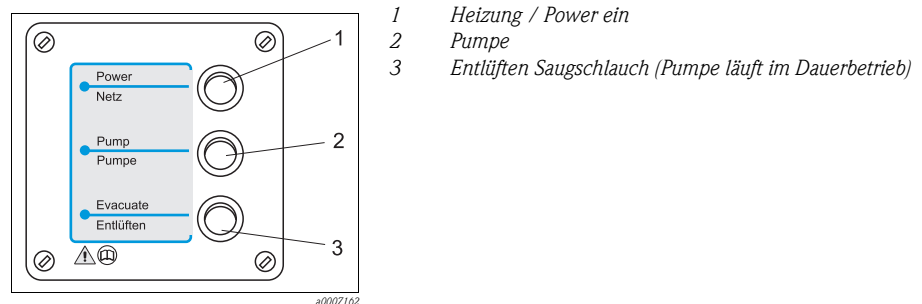 Power
Netz
Pump
Pumpe
Evacuate
Entlüften
1
2
3
a0007162
1 Heizung / Power ein
2 Pumpe
3 Entlüften Saugschlauch (Pumpe läuft im Dauerbetrieb)